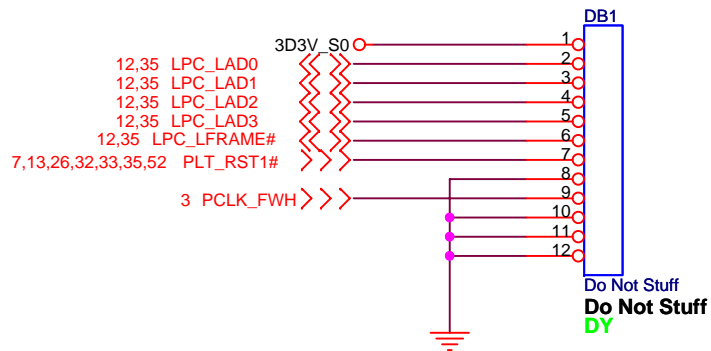 DB1
3D3V_S0 1
12,35 LPC_LAD0 2
12,35 LPC_LAD1 3
12,35 LPC_LAD2 4
12,35 LPC_LAD3 5
12,35 LPC_LFRAME# 6
7,13,26,32,33,35,52 PLT_RST1# 7
8
3 PCLK_FWH 9
10
11
12
Do Not Stuff
Do Not Stuff
DY